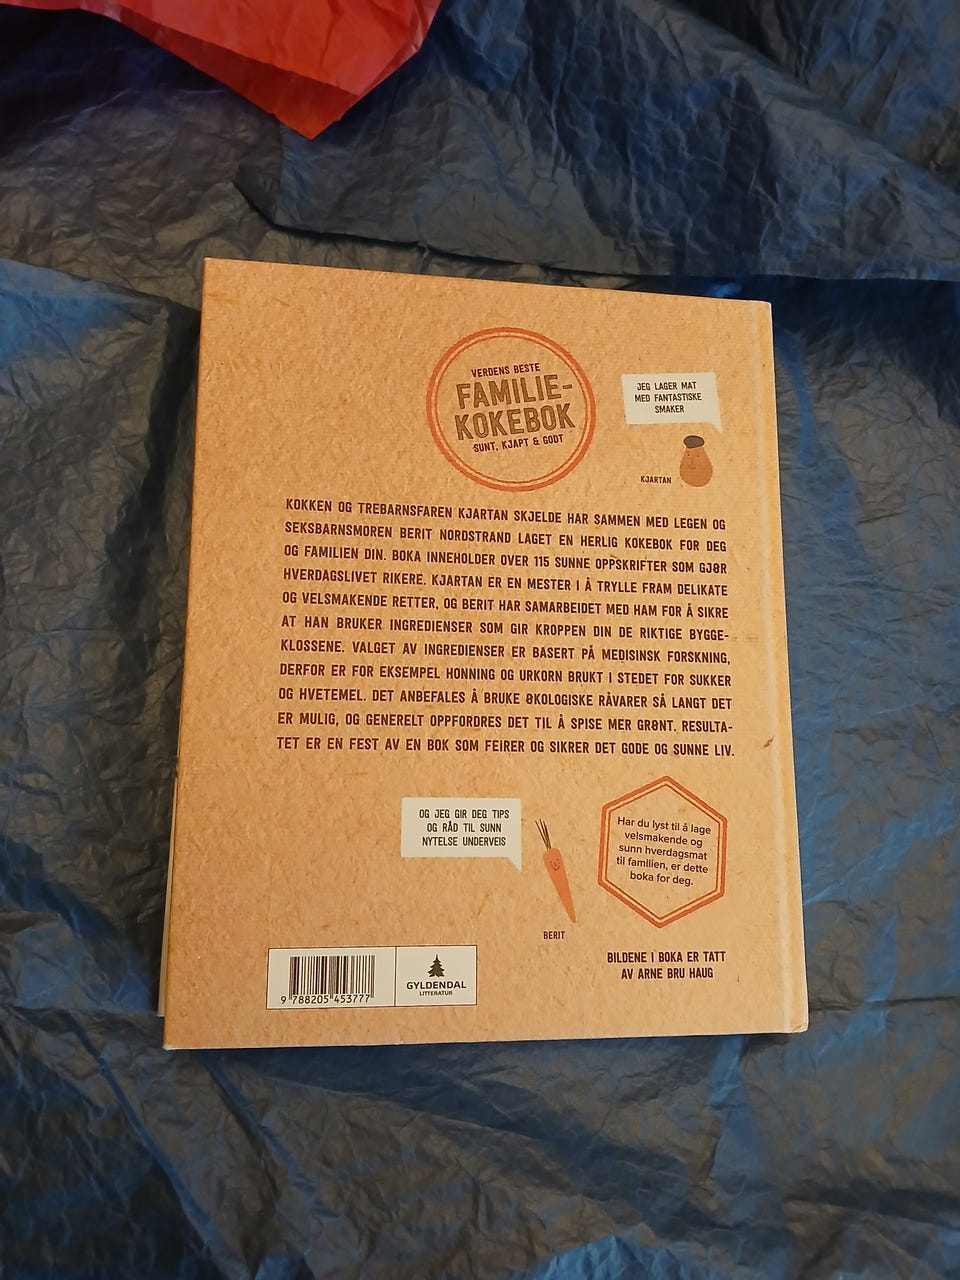 VERDENS BESTE
FAMILIE-
KOKEBOK
SUNT, KJAPT & GODT
JEG LAGER MAT
MED FANTASTISKE
SMAKER
KJARTAN
KOKKEN OG TREBARNSFAREN KJARTAN SKJELDE HAR SAMMEN MED LEGEN OG
SEKSBARNSMOREN BERIT NORDSTRAND LAGET EN HERLIG KOKEBOK FOR DEG
OG FAMILIEN DIN. BOKA INNEHOLDER OVER 115 SUNNE OPPSKRIFTER SOM GJØR
HVERDAGSLIVET RIKERE. KJARTAN ER EN MESTER I Å TRYLLE FRAM DELIKATE
OG VELSMAKENDE RETTER, OG BERIT HAR SAMARBEIDET MED HAM FOR Å SIKRE
AT HAN BRUKER INGREDIENSER SOM GIR KROPPEN DIN DE RIKTIGE BYGGE-
KLOSSENE. VALGET AV INGREDIENSER ER BASERT PÅ MEDISINSK FORSKNING,
DERFOR ER FOR EKSEMPEL HONNING OG URKORN BRUKT I STEDET FOR SUKKER
OG HVETEMEL. DET ANBEFALES Å BRUKE ØKOLOGISKE RÅVARER SÅ LANGT DET
ER MULIG, OG GENERELT OPPFORDRES DET TIL Å SPISE MER GRØNT. RESULTA-
TET ER EN FEST AV EN BOK SOM FEIRER OG SIKRER DET GODE OG SUNNE LIV.
OG JEG GIR DEG TIPS
OG RÅD TIL SUNN
NYTELSE UNDERVEIS
BERIT
Har du lyst til å lage
velsmakende og
sunn hverdagsmat
til familien, er dette
boka for deg.
BILDENE I BOKA ER TATT
AV ARNE BRU HAUG
9 788205 453777
GYLDENDAL
LITTERATUR